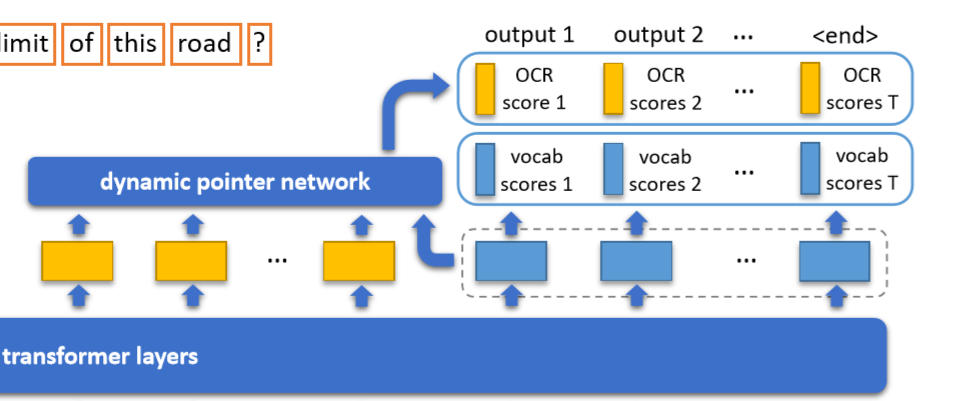 limit of this road ?
output 1 output 2 ... <end>
OCR score 1 OCR scores 2 ... OCR scores T
vocab scores 1 vocab scores 2 ... vocab scores T
dynamic pointer network
... ...
transformer layers